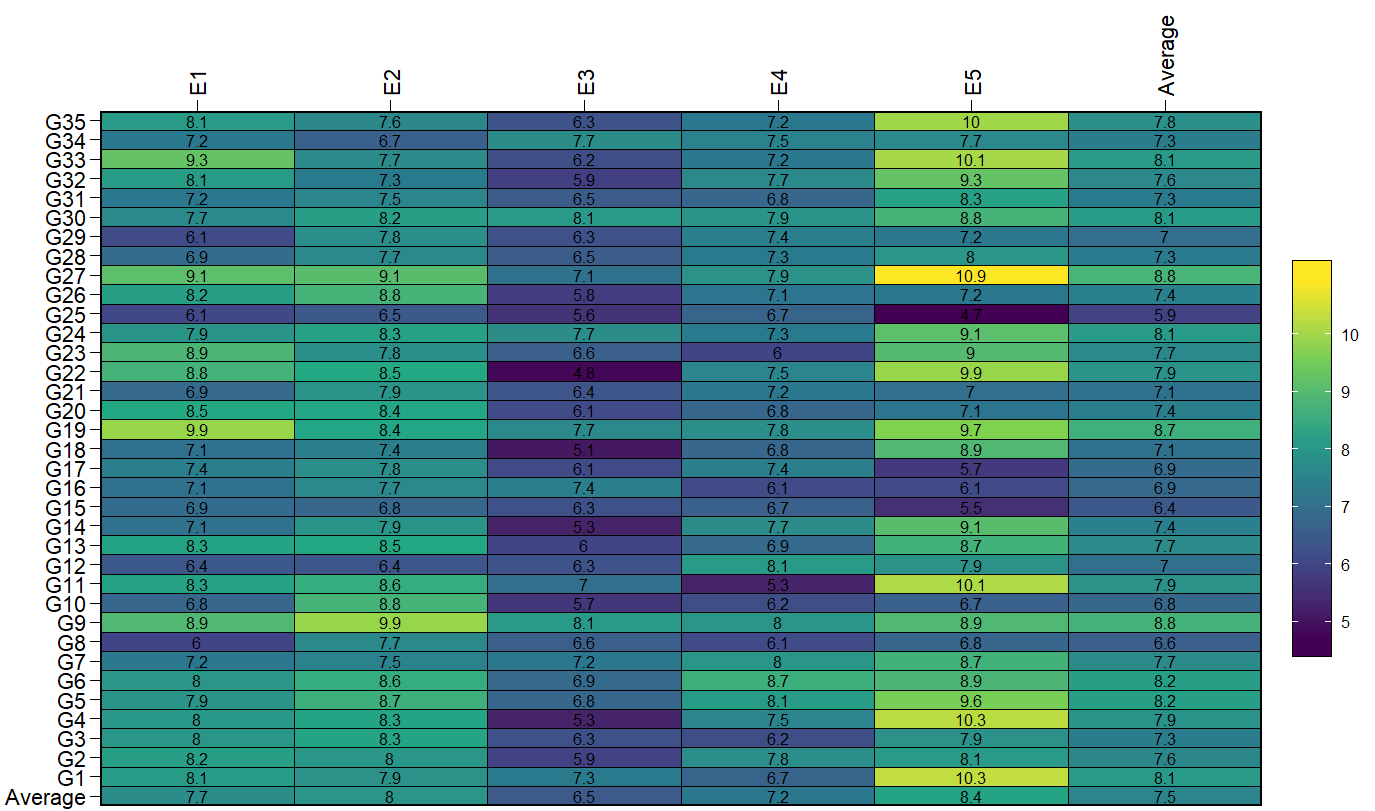 E1 E2 E3 E4 E5 Average
G35 8.1 7.6 6.3 7.2 10 7.8
G34 7.2 6.7 7.7 7.5 7.7 7.3
G33 9.3 7.7 6.2 7.2 10.1 8.1
G32 8.1 7.3 5.9 7.7 9.3 7.6
G31 7.2 7.5 6.5 6.8 8.3 7.3
G30 7.7 8.2 8.1 7.9 8.8 8.1
G29 6.1 7.8 6.3 7.4 7.2 7
G28 6.9 7.7 6.5 7.3 8 7.3
G27 9.1 9.1 7.1 7.9 10.9 8.8
G26 8.2 8.8 5.8 7.1 7.2 7.4
G25 6.1 6.5 5.6 6.7 4.7 5.9
G24 7.9 8.3 7.7 7.3 9.1 8.1
G23 8.9 7.8 6.6 6 9 7.7
G22 8.8 8.5 4.8 7.5 9.9 7.9
G21 6.9 7.9 6.4 7.2 7 7.1
G20 8.5 8.4 6.1 6.8 7.1 7.4
G19 9.9 8.4 7.7 7.8 9.7 8.7
G18 7.1 7.4 5.1 6.8 8.9 7.1
G17 7.4 7.8 6.1 7.4 5.7 6.9
G16 7.1 7.7 7.4 6.1 6.1 6.9
G15 6.9 6.8 6.3 6.7 5.5 6.4
G14 7.1 7.9 5.3 7.7 9.1 7.4
G13 8.3 8.5 6 6.9 8.7 7.7
G12 6.4 6.4 6.3 8.1 7.9 7
G11 8.3 8.6 7 5.3 10.1 7.9
G10 6.8 8.8 5.7 6.2 6.7 6.8
G9 8.9 9.9 8.1 8 8.9 8.8
G8 6 7.7 6.6 6.1 6.8 6.6
G7 7.2 7.5 7.2 8 8.7 7.7
G6 8 8.6 6.9 8.7 8.9 8.2
G5 7.9 8.7 6.8 8.1 9.6 8.2
G4 8 8.3 5.3 7.5 10.3 7.9
G3 8 8.3 6.3 6.2 7.9 7.3
G2 8.2 8 5.9 7.8 8.1 7.6
G1 8.1 7.9 7.3 6.7 10.3 8.1
Average 7.7 8 6.5 7.2 8.4 7.5
10
9
8
7
6
5